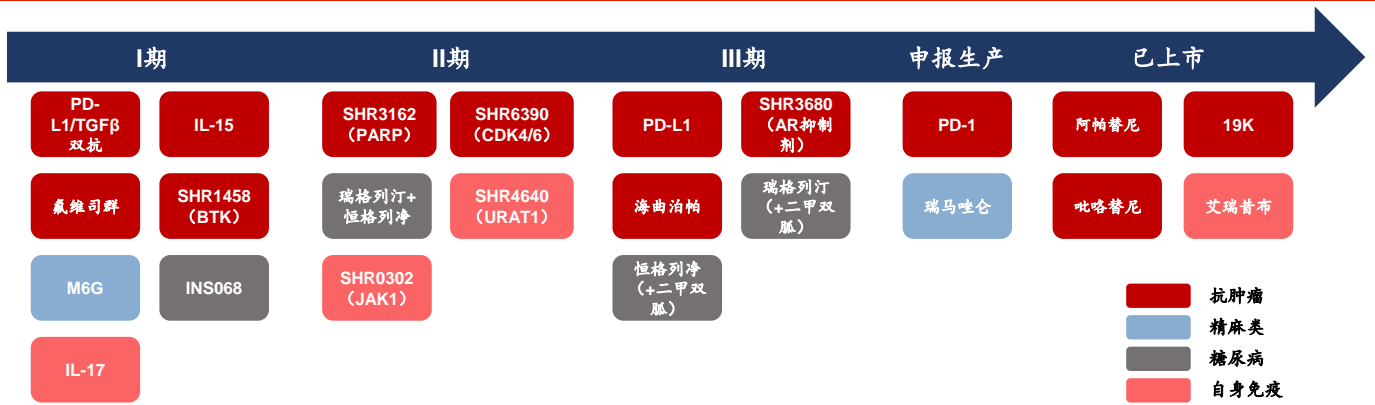 I期
II期
III期
申报生产
已上市
PD-
L1/TGFβ
双抗
IL-15
SHR3162
（PARP）
SHR6390
（CDK4/6）
PD-L1
SHR3680
（AR抑制
剂）
PD-1
阿帕替尼
19K
氟维司群
SHR1458
（BTK）
瑞格列汀+
恒格列净
SHR4640
（URAT1）
海曲泊帕
瑞格列汀
（+二甲双
胍）
瑞马唑仑
吡咯替尼
艾瑞昔布
M6G
INS068
SHR0302
（JAK1）
恒格列净
（+二甲双
胍）
IL-17
抗肿瘤
精麻类
糖尿病
自身免疫